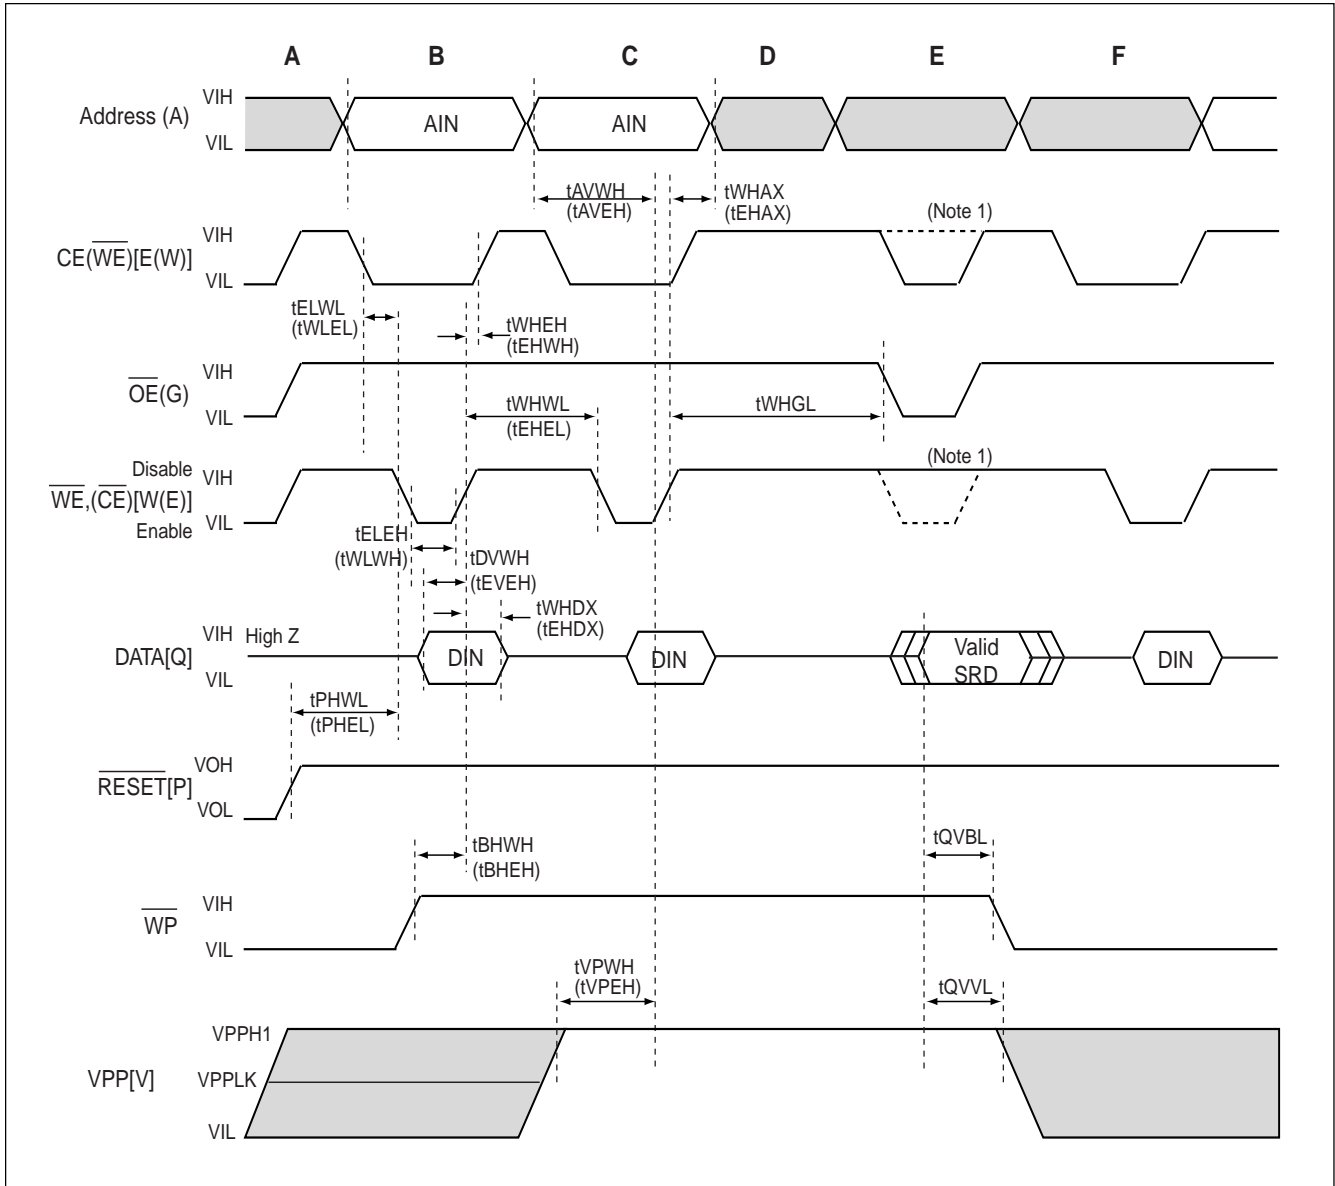 A B C D E F
VIH
Address (A)
VIL
AIN AIN
tAVWH
(tAVEH)
tWHAX
(tEHAX)
(Note 1)
VIH
CE(WE)[E(W)]
VIL
tELWL
(tWLEL)
tWHEH
(tEHWH)
VIH
OE(G)
VIL
tWHWL
(tEHEL)
tWHGL
(Note 1)
Disable VIH
WE,(CE)[W(E)]
Enable VIL
tELEH
(tWLWH)
tDVWH
(tEVEH)
tWHDX
(tEHDX)
VIH High Z
DATA[Q]
VIL
DIN DIN Valid
SRD
DIN
tPHWL
(tPHEL)
VOH
RESET[P]
VOL
tBHWH
(tBHEH)
tQVBL
VIH
WP
VIL
tVPWH
(tVPEH)
tQVVL
VPPH1
VPP[V] VPPLK
VIL